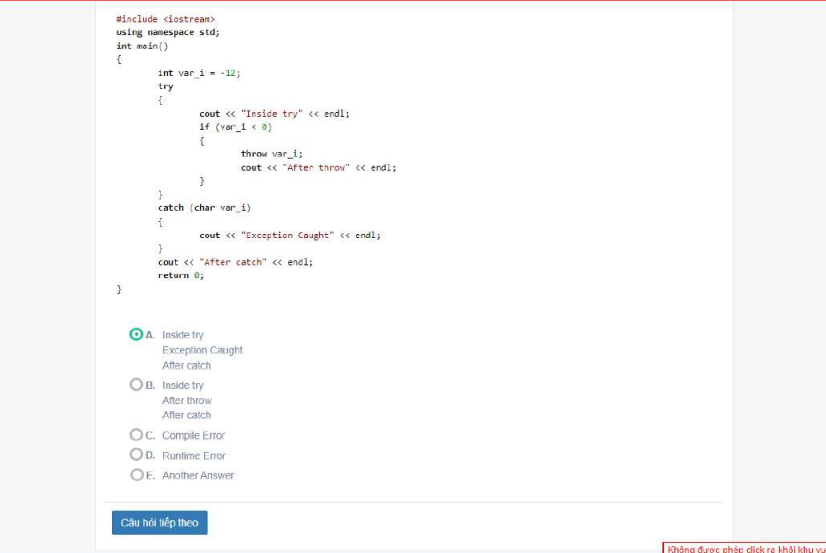 #include <iostream>
using namespace std;
int main()
{
int var_i = -12;
try
{
cout << "Inside try" << endl;
if (var_i < 0)
{
throw var_i;
cout << "After throw" << endl;
}
}
catch (char var_i)
{
cout << "Exception Caught" << endl;
}
cout << "After catch" << endl;
return 0;
}
A. Inside try
Exception Caught
After catch
B. Inside try
After throw
After catch
C. Compile Error
D. Runtime Error
E. Another Answer
Câu hỏi tiếp theo
Không được phép click ra khỏi khu vự